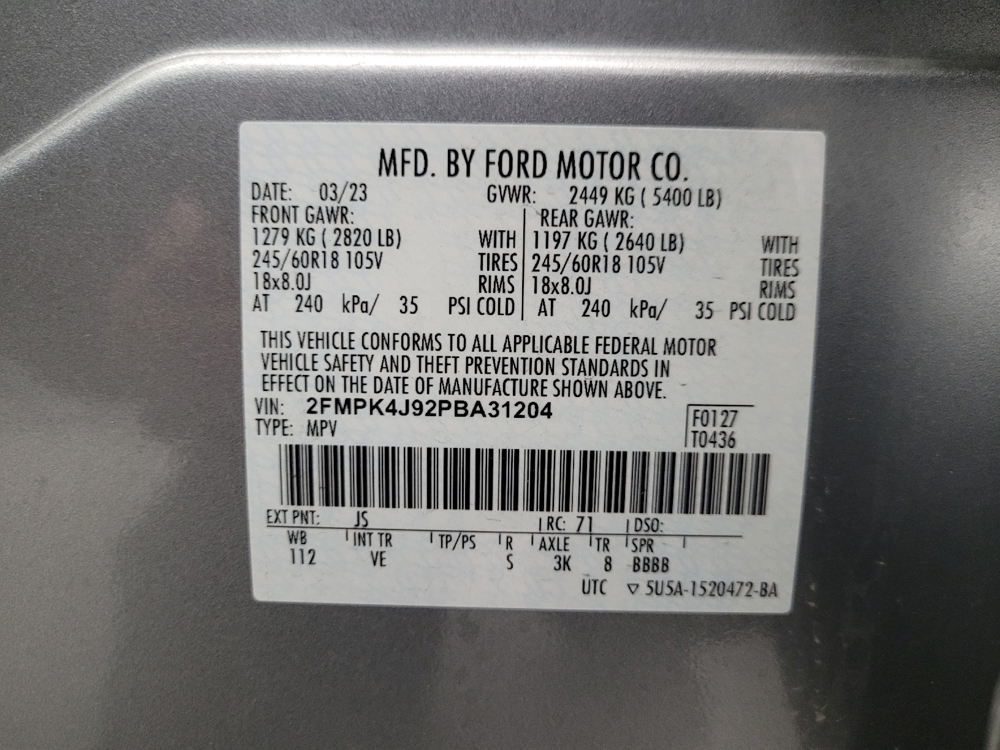 MFD. BY FORD MOTOR CO.
DATE: 03/23 GVWR: 2449 KG ( 5400 LB)
FRONT GAWR: REAR GAWR:
1279 KG ( 2820 LB) WITH 1197 KG ( 2640 LB) WITH
245/60R18 105V TIRES 245/60R18 105V TIRES
18x8.0J RIMS 18x8.0J RIMS
AT 240 kPa/ 35 PSI COLD AT 240 kPa/ 35 PSI COLD
THIS VEHICLE CONFORMS TO ALL APPLICABLE FEDERAL MOTOR
VEHICLE SAFETY AND THEFT PREVENTION STANDARDS IN
EFFECT ON THE DATE OF MANUFACTURE SHOWN ABOVE.
VIN: 2FMPK4J92PBA31204 F0127
TYPE: MPV T0436
EXT PNT: JS RC: 71 DSO:
WB INT TR TP/PS R AXLE TR SPR
112 VE S 3K 8 BBBB
UTC ▽ 5U5A-1520472-BA